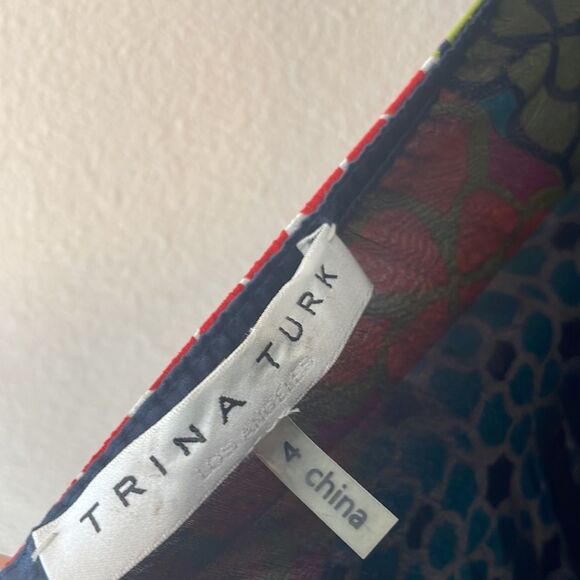 TRINA TURK
LOS ANGELES
4 china